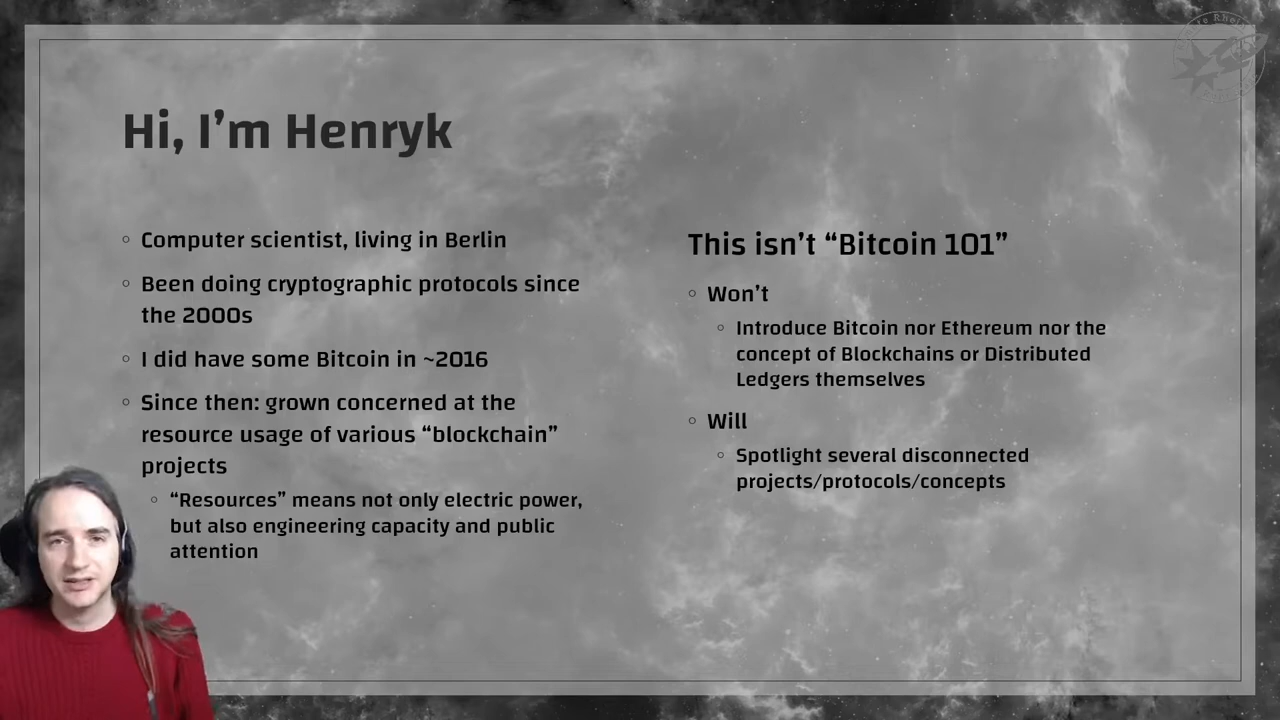 Hi, I’m Henryk
Computer scientist, living in Berlin
Been doing cryptographic protocols since
the 2000s
I did have some Bitcoin in ~2016
Since then: grown concerned at the
resource usage of various “blockchain”
projects
“Resources” means not only electric power,
but also engineering capacity and public
attention
This isn’t “Bitcoin 101”
Won’t
Introduce Bitcoin nor Ethereum nor the
concept of Blockchains or Distributed
Ledgers themselves
Will
Spotlight several disconnected
projects/protocols/concepts